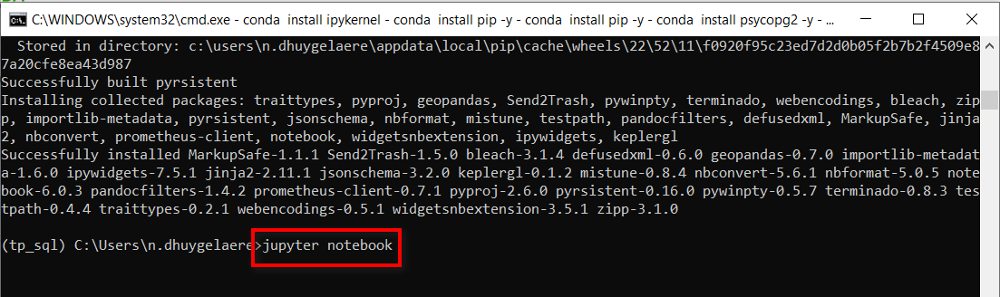 C:\WINDOWS\system32\cmd.exe - conda install ipykernel - conda install pip -y - conda install pip -y - conda install psycopg2 -y - ...
Stored in directory: c:\users\n.dhuygelaere\appdata\local\pip\cache\wheels\22\52\11\f0920f95c23ed7d2d0b05f2b7b2f4509e8
7a20cfe8ea43d987
Successfully built pyrsistent
Installing collected packages: traittypes, pyproj, geopandas, Send2Trash, pywinpty, terminado, webencodings, bleach, zip
p, importlib-metadata, pyrsistent, jsonschema, nbformat, mistune, testpath, pandocfilters, defusedxml, MarkupSafe, jinja
2, nbconvert, prometheus-client, notebook, widgetsnbextension, ipywidgets, keplergl
Successfully installed MarkupSafe-1.1.1 Send2Trash-1.5.0 bleach-3.1.4 defusedxml-0.6.0 geopandas-0.7.0 importlib-metadat
a-1.6.0 ipywidgets-7.5.1 jinja2-2.11.1 jsonschema-3.2.0 keplergl-0.1.2 mistune-0.8.4 nbconvert-5.6.1 nbformat-5.0.5 note
book-6.0.3 pandocfilters-1.4.2 prometheus-client-0.7.1 pyproj-2.6.0 pyrsistent-0.16.0 pywinpty-0.5.7 terminado-0.8.3 tes
tpath-0.4.4 traittypes-0.2.1 webencodings-0.5.1 widgetsnbextension-3.5.1 zipp-3.1.0
(tp_sql) C:\Users\n.dhuygelaere>jupyter notebook